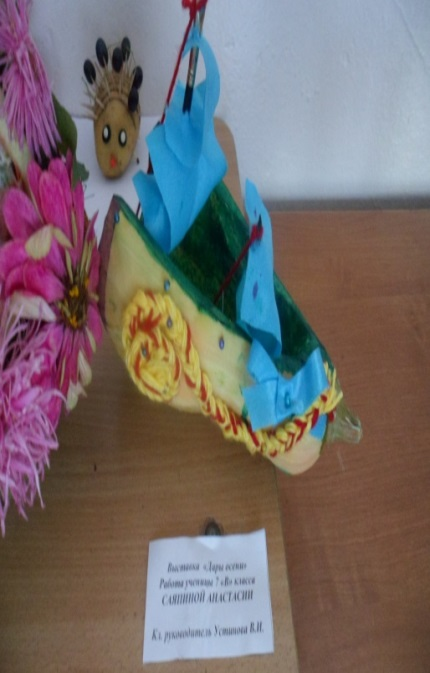 Выставка «Дары осени»
Работа ученицы 7 «В» класса
САЯПИНОЙ АНАСТАСИИ
Кл. руководитель Устинова В.И.